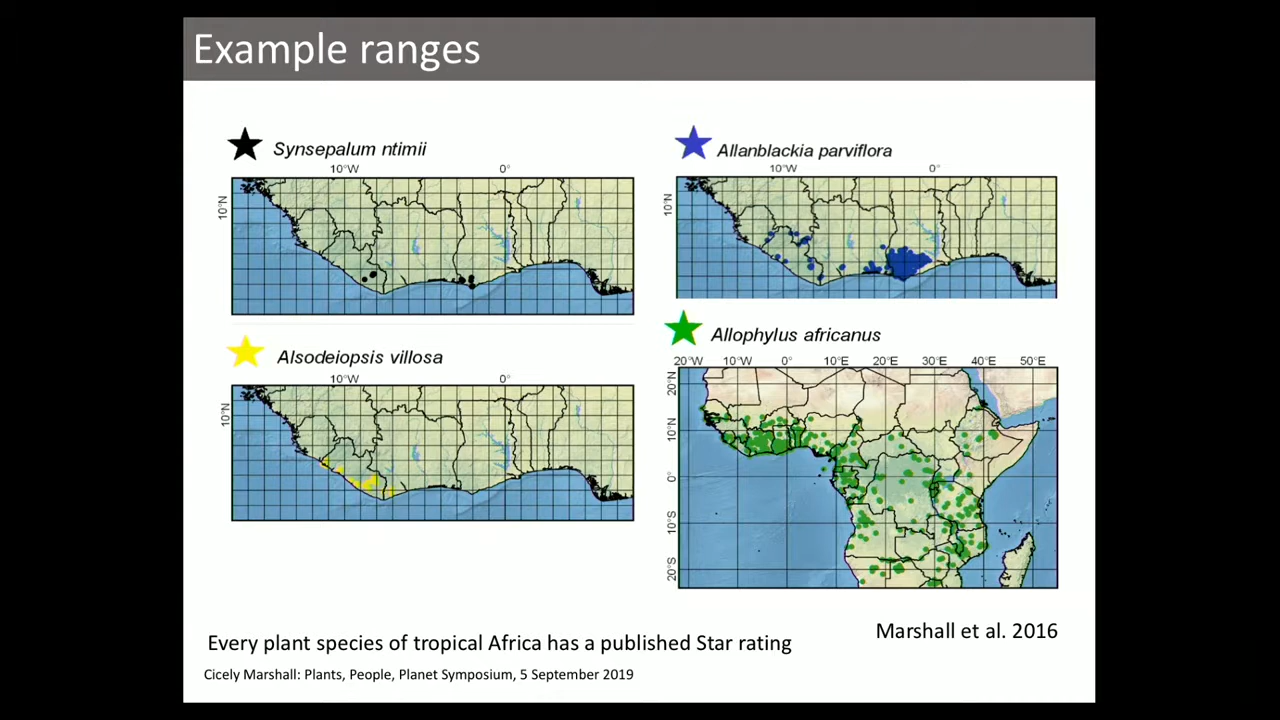 Example ranges
Synsepalum ntimii
10°W 0°
10°N
Allanblackia parviflora
10°W 0°
10°N
Alsodeiopsis villosa
10°W 0°
10°N
Allophylus africanus
20°W 10°W 0° 10°E 20°E 30°E 40°E 50°E
20°N
10°N
0°
10°S
20°S
Marshall et al. 2016
Every plant species of tropical Africa has a published Star rating
Cicely Marshall: Plants, People, Planet Symposium, 5 September 2019